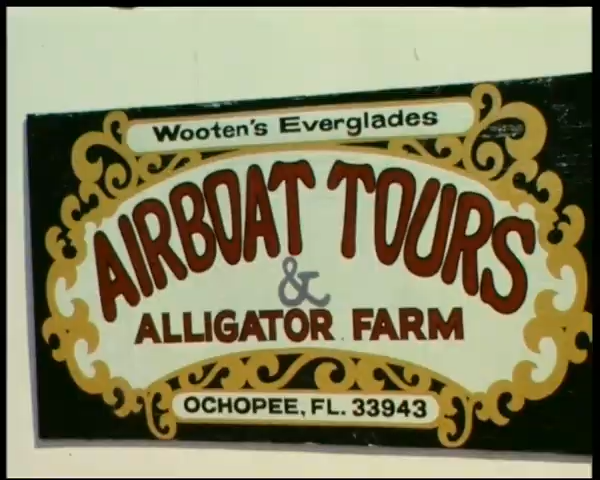 Wooten's Everglades
AIRBOAT TOURS
&
ALLIGATOR FARM
OCHOPEE, FL. 33943